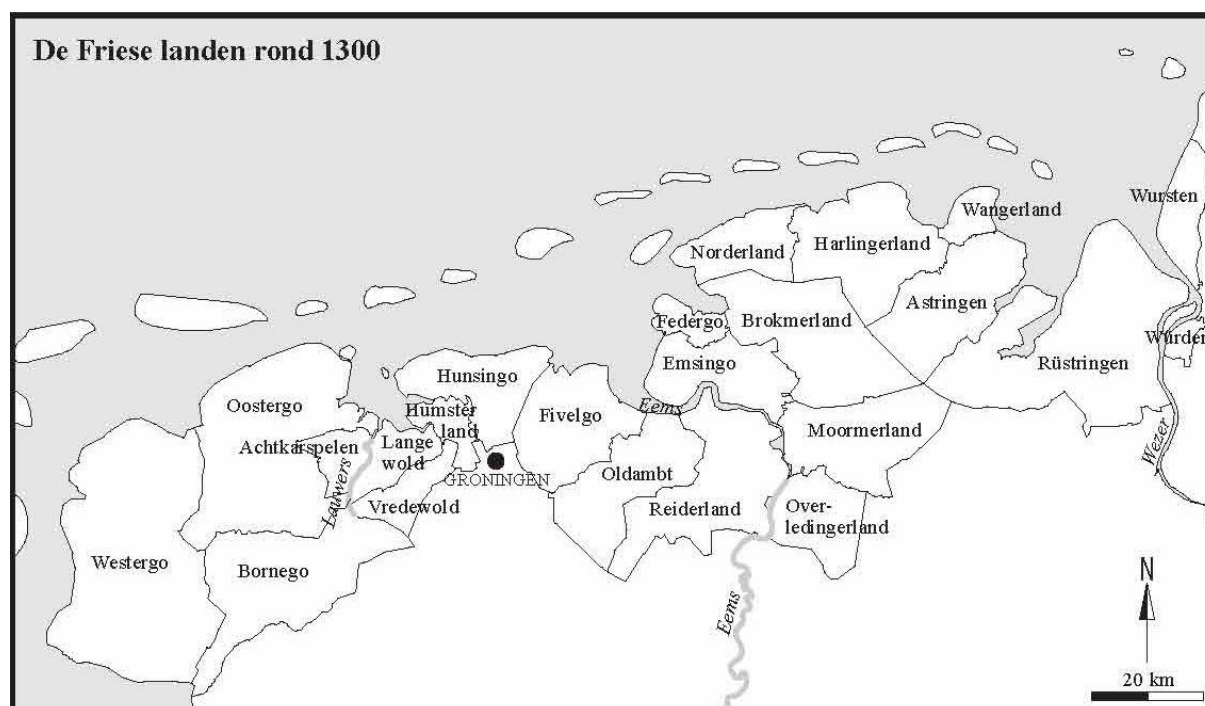 De Friese landen rond 1300
Wursten
Wangerland
Harlingerland
Norderland
Astringen
Brokmerland
Federgo
Würden
Rüstringen
Emsingo
Hunsingo
Oostergo
Humster
land
Fivelgo
Eems
Moormerland
Achtkarspelen
Lange
wold
Wezer
Oldambt
GRONINGEN
Lauwers
Vredewold
Reiderland
Over-
ledingerland
Westergo
Bornego
Eems
N
20 km